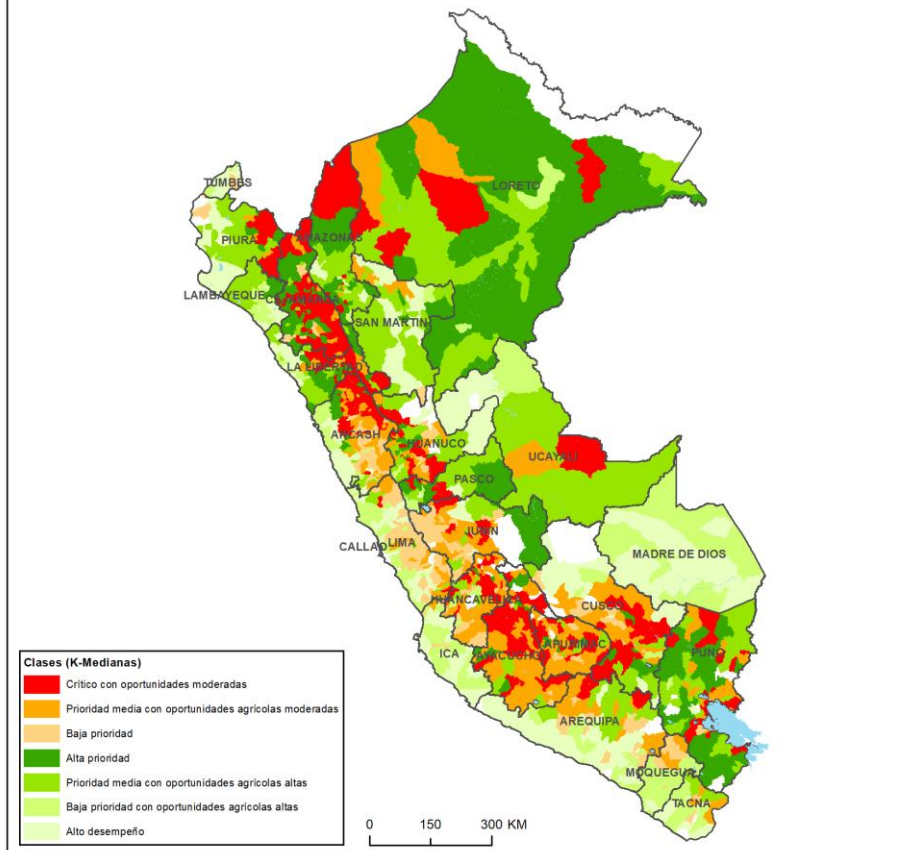 TUMBES
LORETO
PIURA
AMAZONAS
LAMBAYEQUE
CAJAMARCA
SAN MARTIN
LA LIBERTAD
ANCASH
HUANUCO
UCAYALI
PASCO
JUNIN
CALLAO
LIMA
MADRE DE DIOS
HUANCAVELICA
CUSCO
ICA
AYACUCHO
APURIMAC
PUNO
AREQUIPA
MOQUEGUA
TACNA
Clases (K-Medianas)
Crítico con oportunidades moderadas
Prioridad media con oportunidades agrícolas moderadas
Baja prioridad
Alta prioridad
Prioridad media con oportunidades agrícolas altas
Baja prioridad con oportunidades agrícolas altas
Alto desempeño
0 150 300 KM